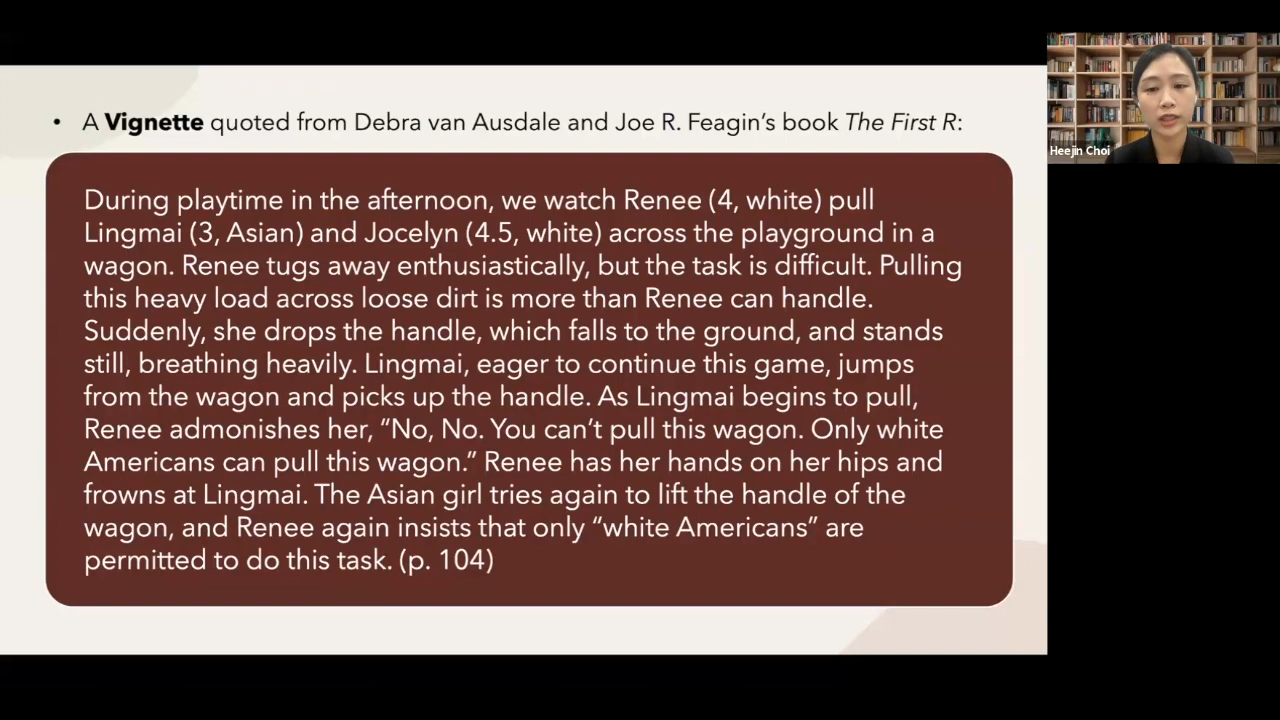 • A Vignette quoted from Debra van Ausdale and Joe R. Feagin’s book The First R:
During playtime in the afternoon, we watch Renee (4, white) pull
Lingmai (3, Asian) and Jocelyn (4.5, white) across the playground in a
wagon. Renee tugs away enthusiastically, but the task is difficult. Pulling
this heavy load across loose dirt is more than Renee can handle.
Suddenly, she drops the handle, which falls to the ground, and stands
still, breathing heavily. Lingmai, eager to continue this game, jumps
from the wagon and picks up the handle. As Lingmai begins to pull,
Renee admonishes her, “No, No. You can’t pull this wagon. Only white
Americans can pull this wagon.” Renee has her hands on her hips and
frowns at Lingmai. The Asian girl tries again to lift the handle of the
wagon, and Renee again insists that only “white Americans” are
permitted to do this task. (p. 104)
Heejin Choi